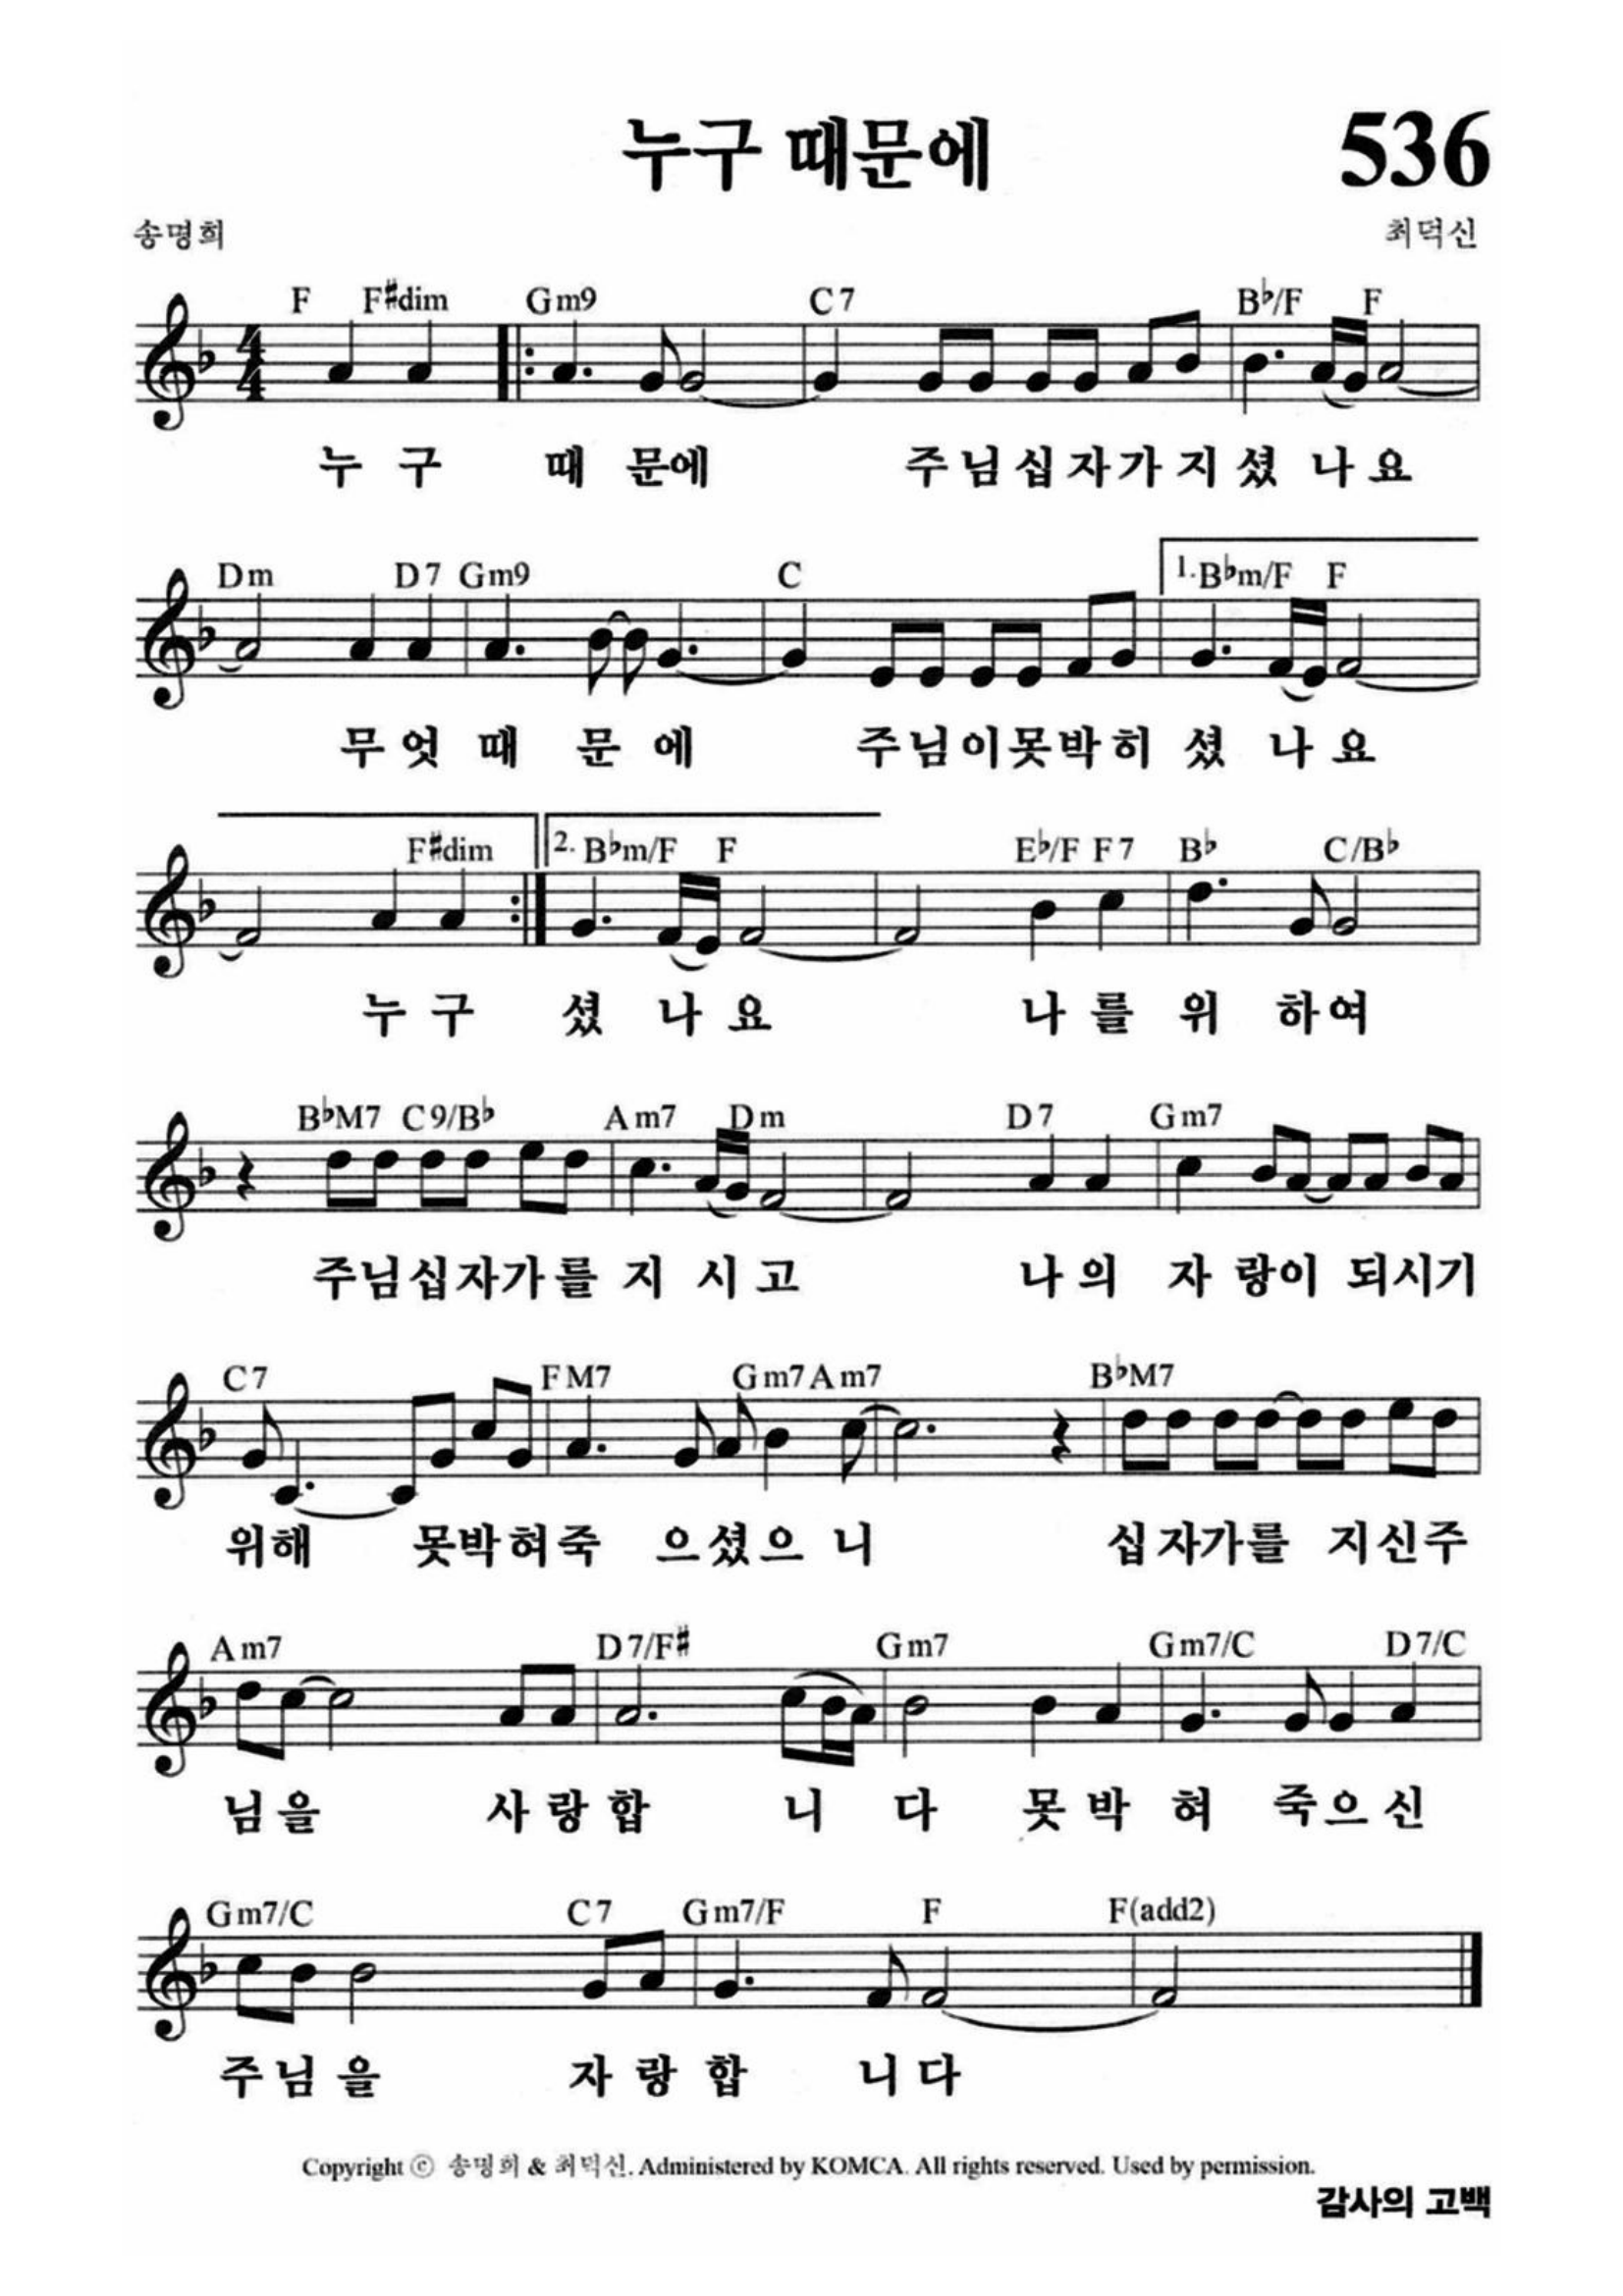 누구 때문에
536
송명희
최덕신
F F#dim Gm9 C7 B♭/F F
누 구 때 문에 주님십자가지셨 나요
Dm D7 Gm9 C 1. B♭m/F F
무엇 때 문 에 주님이못박히 셨 나 요
F#dim 2. B♭m/F F E♭/F F7 B♭ C/B♭
누 구 셨 나 요 나 를 위 하여
B♭M7 C9/B♭ Am7 Dm D7 Gm7
주님십자가를 지 시 고 나 의 자 랑이 되시기
C7 FM7 Gm7 Am7 B♭M7
위해 못박혀죽 으셨으 니 십자가를 지신주
Am7 D7/F# Gm7 Gm7/C D7/C
님을 사랑합 니 다 못 박 혀 죽으신
Gm7/C C7 Gm7/F F F(add2)
주님을 자 랑 합 니다
Copyright ⓒ 송명희 & 최덕신. Administered by KOMCA. All rights reserved. Used by permission.
감사의 고백